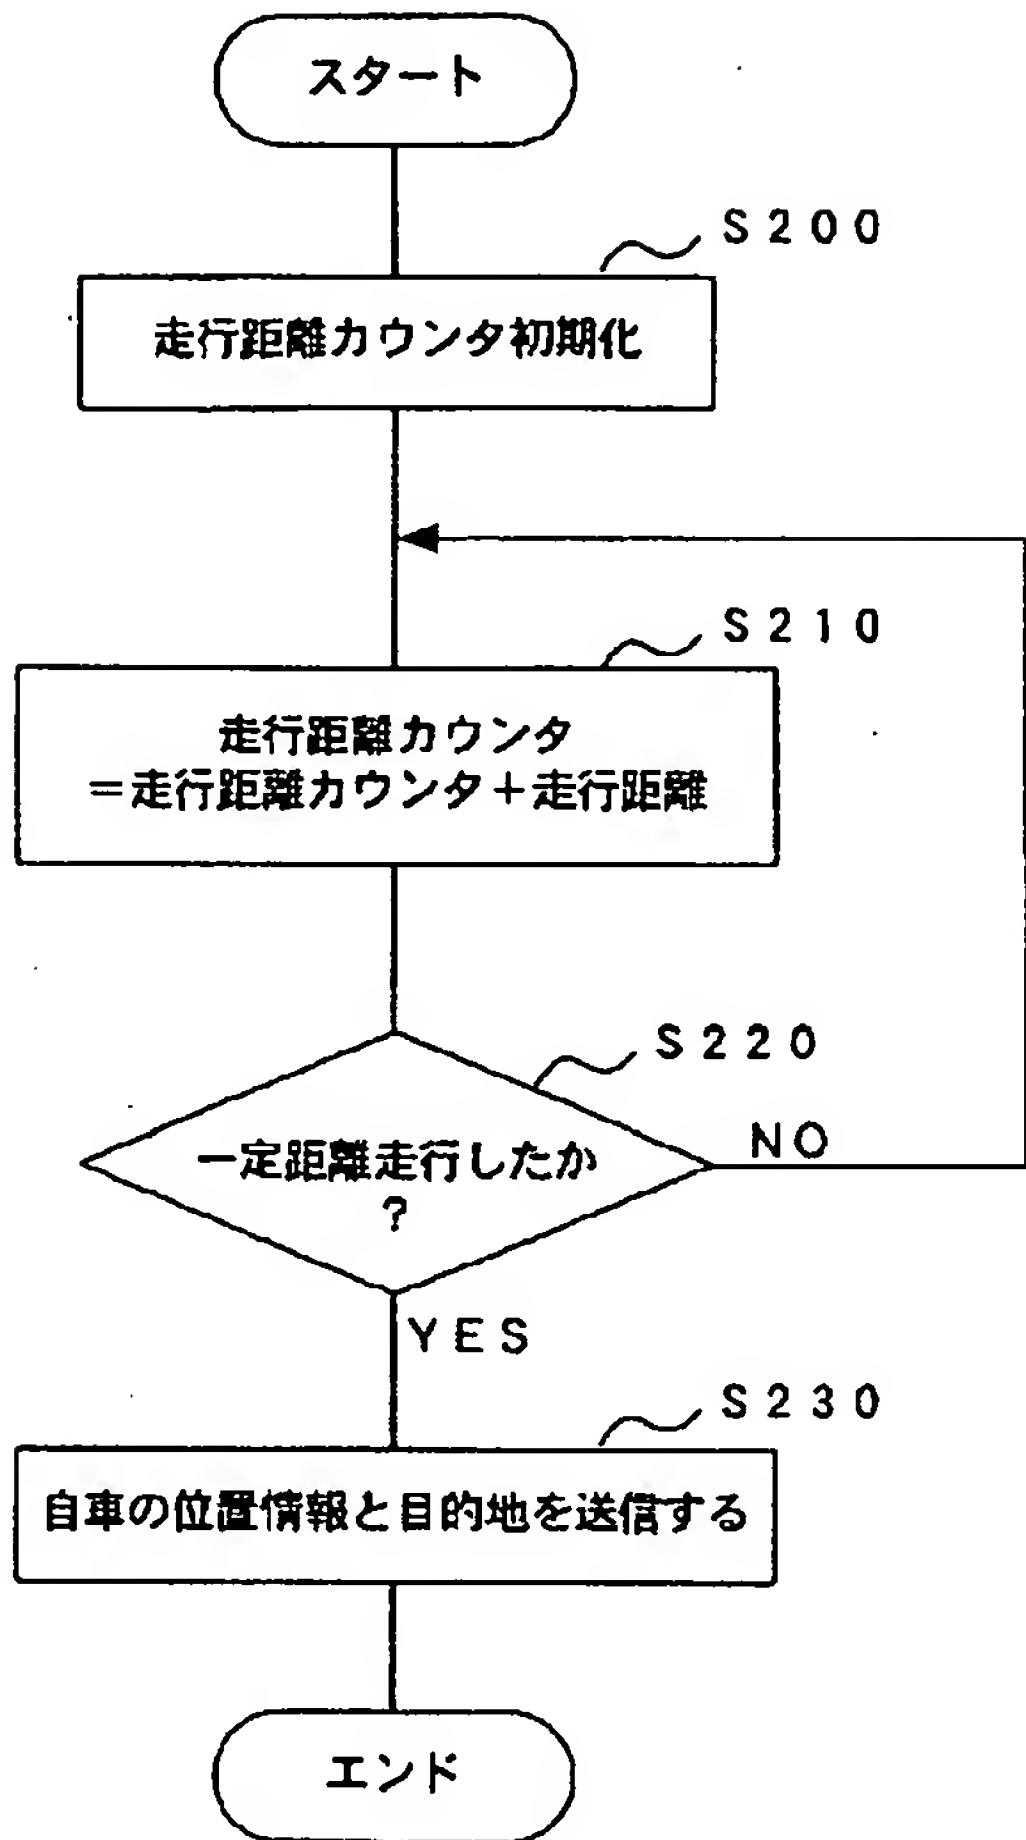 スタート
S200
走行距離カウンタ初期化
S210
走行距離カウンタ
=走行距離カウンタ+走行距離
S220
一定距離走行したか
?
NO
YES
S230
自車の位置情報と目的地を送信する
エンド